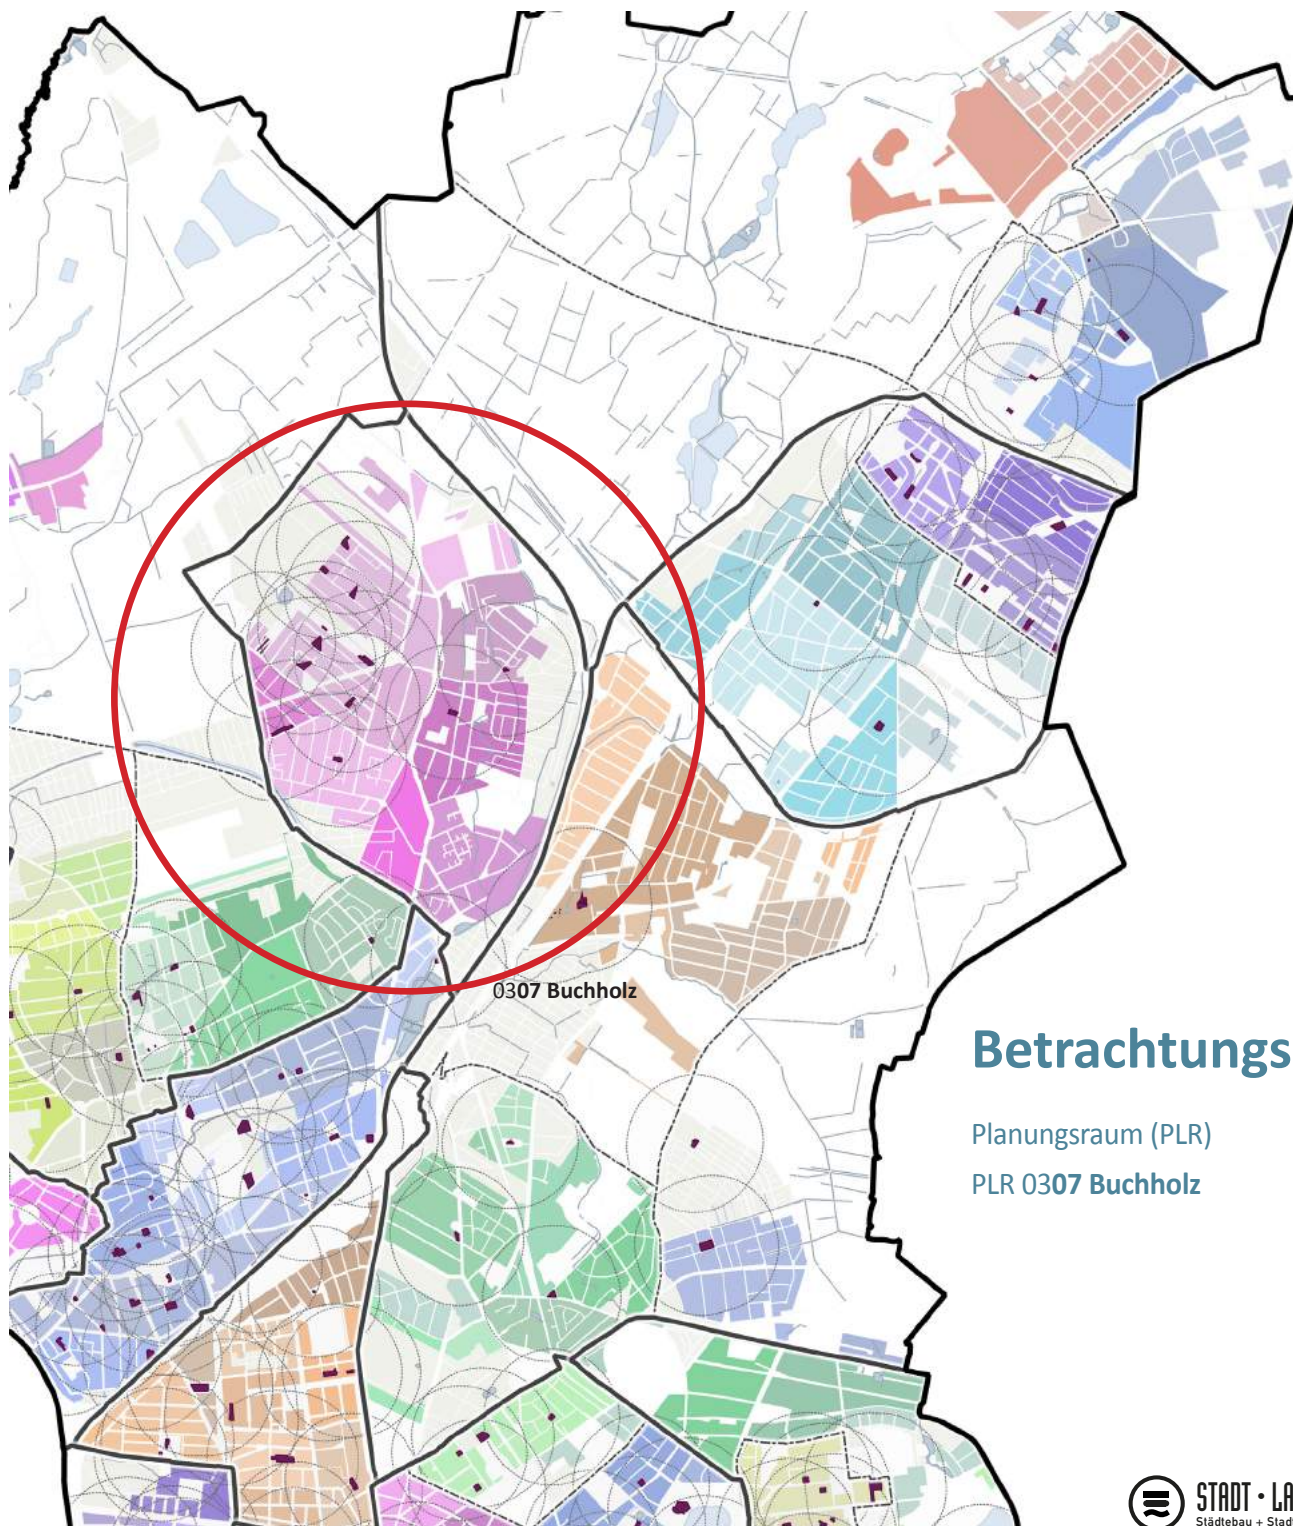 0307 Buchholz
Betrachtungs
Planungsraum (PLR)
PLR 0307 Buchholz
STADT · LA
Städtebau + Stadt